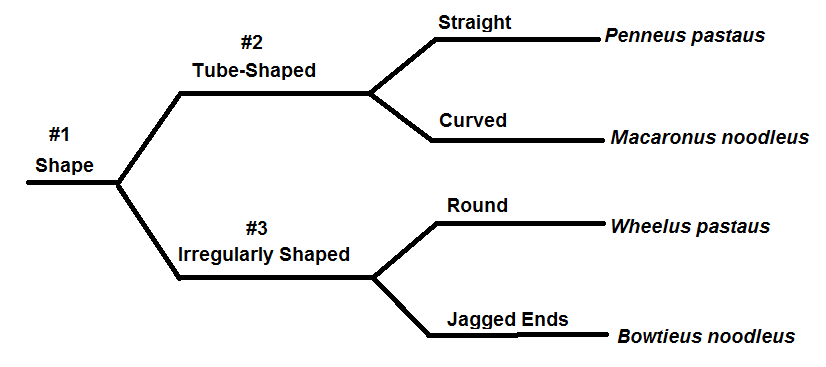 #1
Shape
#2
Tube-Shaped
Straight
Penneus pastaus
Curved
Macaronus noodleus
#3
Irregularly Shaped
Round
Wheelus pastaus
Jagged Ends
Bowtieus noodleus